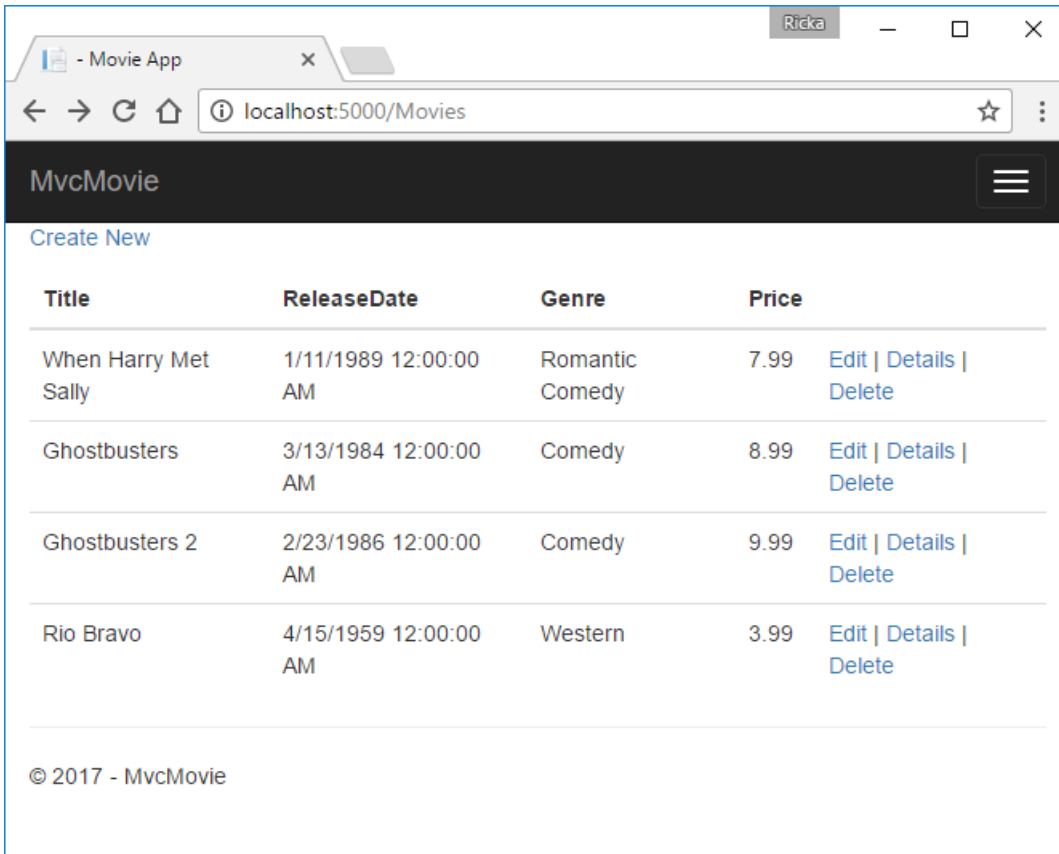 Ricka
- Movie App
localhost:5000/Movies
MvcMovie
Create New
Title ReleaseDate Genre Price
When Harry Met 1/11/1989 12:00:00 Romantic 7.99 Edit | Details |
Sally AM Comedy Delete
Ghostbusters 3/13/1984 12:00:00 Comedy 8.99 Edit | Details |
AM Delete
Ghostbusters 2 2/23/1986 12:00:00 Comedy 9.99 Edit | Details |
AM Delete
Rio Bravo 4/15/1959 12:00:00 Western 3.99 Edit | Details |
AM Delete
© 2017 - MvcMovie